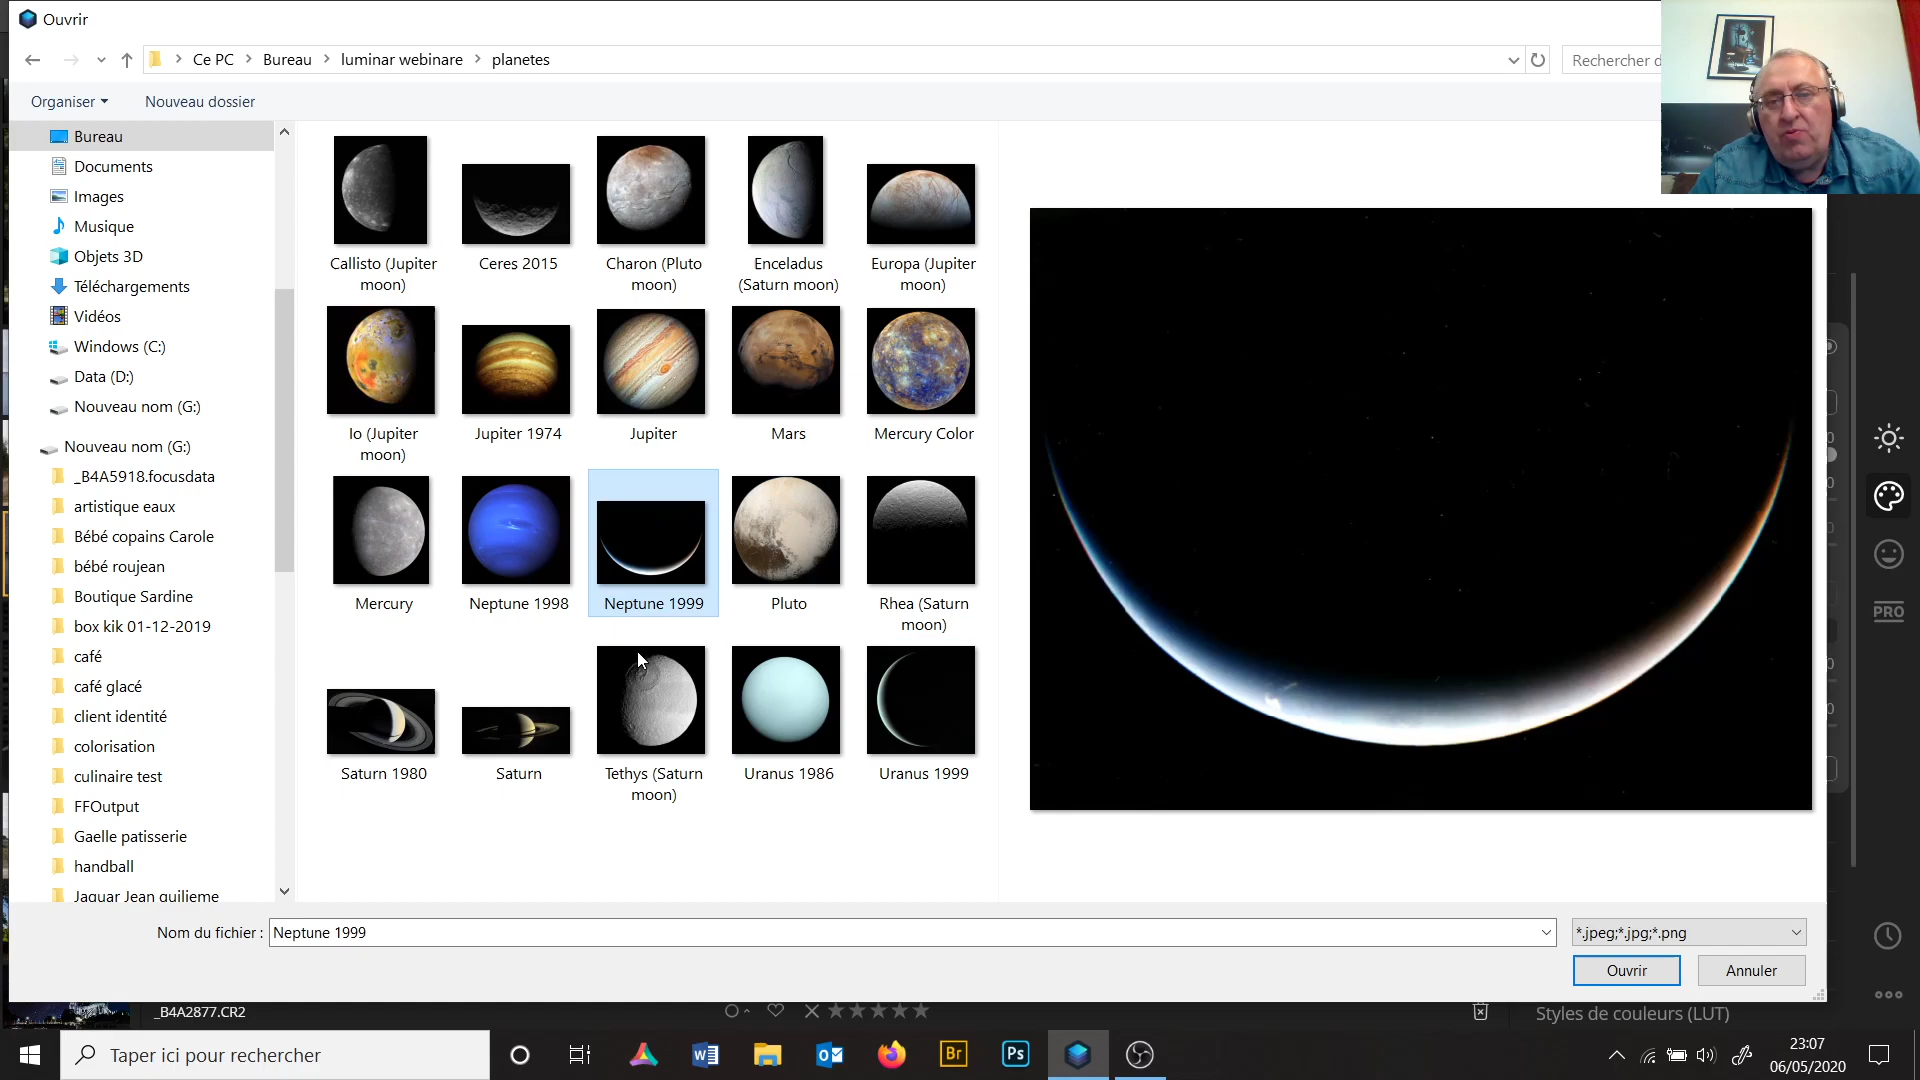 Ouvrir
Ce PC > Bureau > luminar webinare > planetes
Rechercher d
Organiser
Nouveau dossier
Bureau
Documents
Images
Musique
Objets 3D
Téléchargements
Vidéos
Windows (C:)
Data (D:)
Nouveau nom (G:)
Nouveau nom (G:)
_B4A5918.focusdata
artistique eaux
Bébé copains Carole
bébé roujean
Boutique Sardine
box kik 01-12-2019
café
café glacé
client identité
colorisation
culinaire test
FFOutput
Gaelle patisserie
handball
Jaguar Jean guilieme
Callisto (Jupiter
moon)
Ceres 2015
Charon (Pluto
moon)
Enceladus
(Saturn moon)
Europa (Jupiter
moon)
Io (Jupiter
moon)
Jupiter 1974
Jupiter
Mars
Mercury Color
Mercury
Neptune 1998
Neptune 1999
Pluto
Rhea (Saturn
moon)
Saturn 1980
Saturn
Tethys (Saturn
moon)
Uranus 1986
Uranus 1999
PRO
Nom du fichier :
Neptune 1999
*.jpeg;*.jpg;*.png
Ouvrir
Annuler
_B4A2877.CR2
Styles de couleurs (LUT)
Taper ici pour rechercher
Br
Ps
23:07
06/05/2020